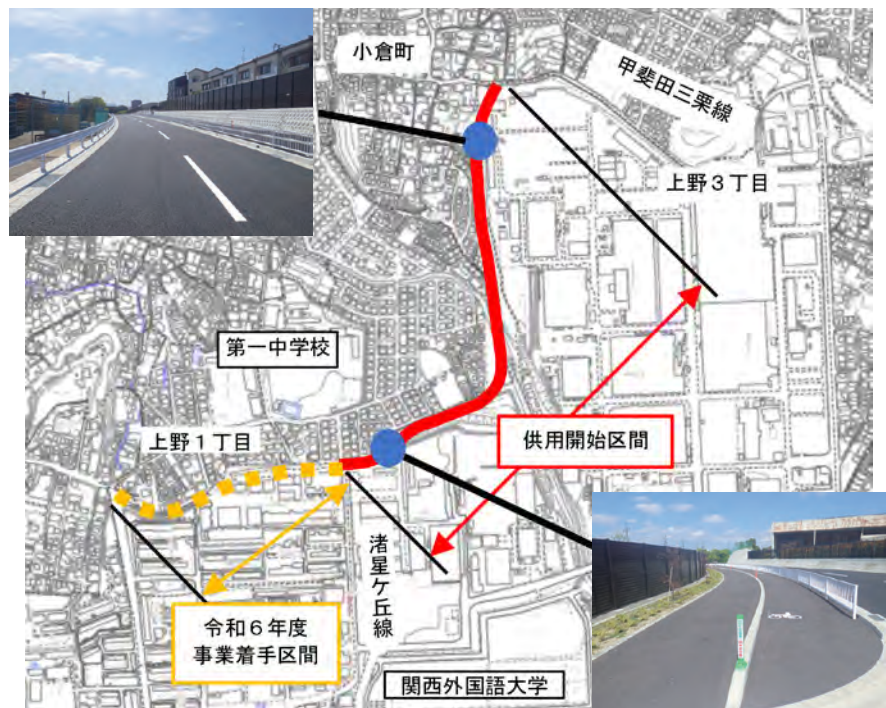 小倉町
甲斐田三栗線
上野3丁目
第一中学校
上野1丁目
供用開始区間
渚星ケ丘線
令和6年度
事業着手区間
関西外国語大学